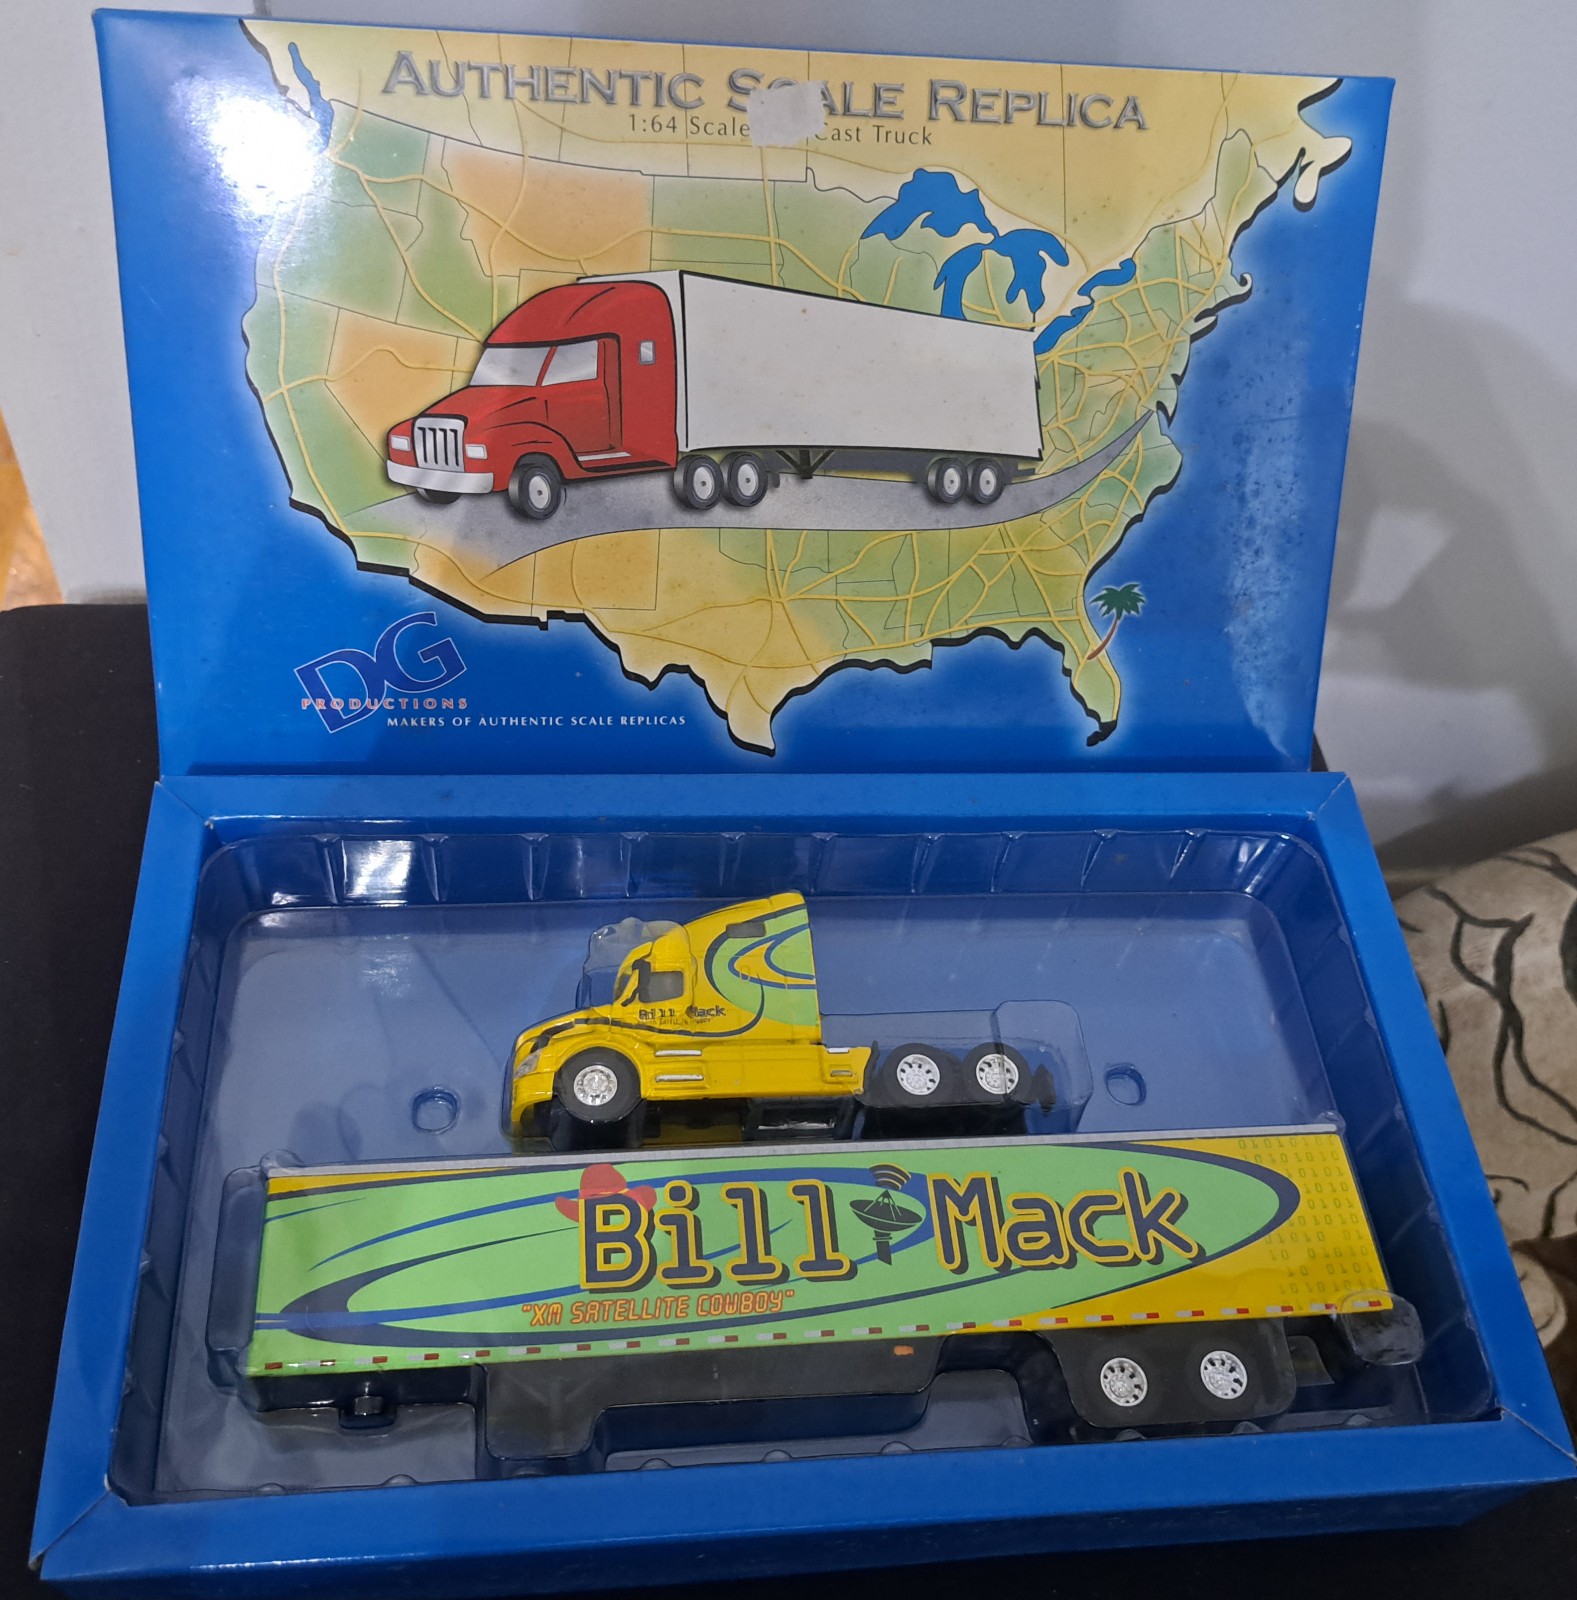 AUTHENTIC SCALE REPLICA
1:64 Scale Cast Truck
DG
PRODUCTIONS
MAKERS OF AUTHENTIC SCALE REPLICAS
Bill Mack
Bill Mack
"XM SATELLITE COWBOY"